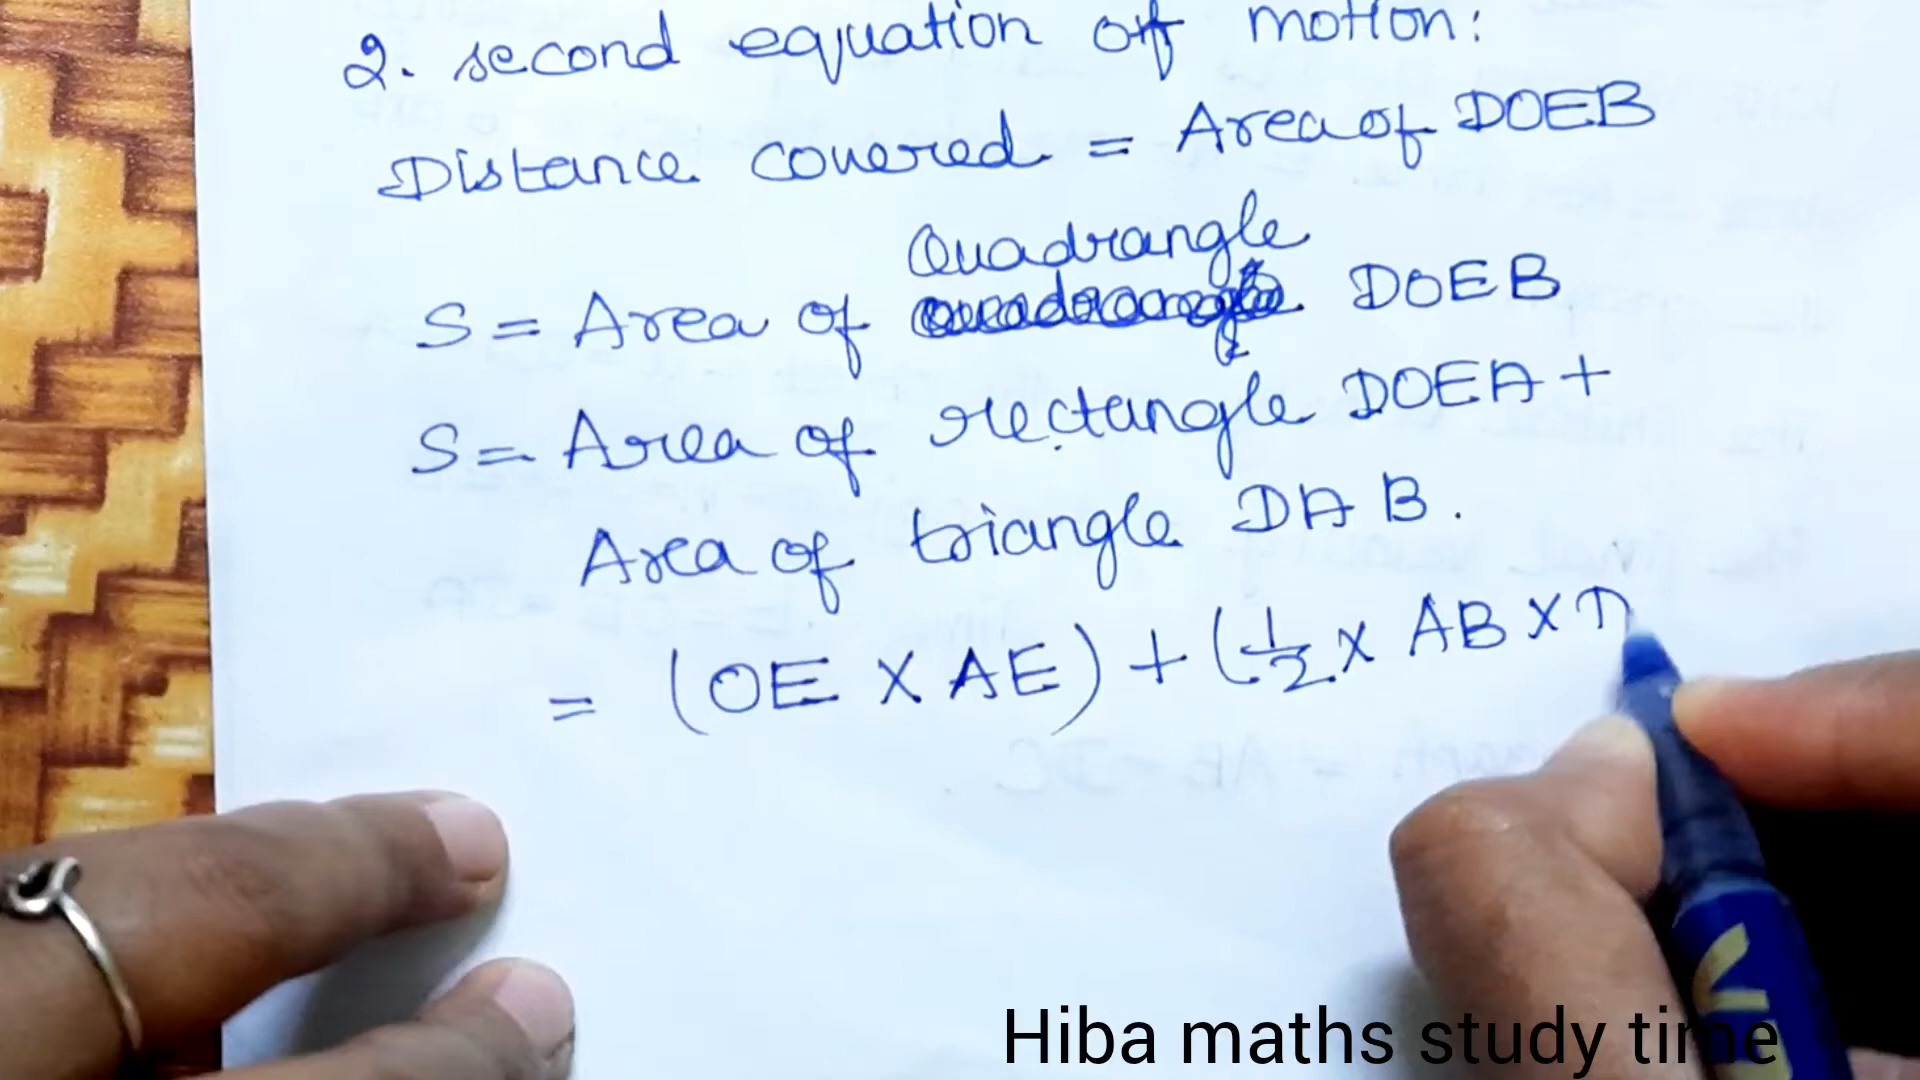 2. second equation of motion:
Distance covered = Area of DOEB
Quadrangle
S = Area of DOEB
S = Area of rectangle DOEA +
Area of triangle DAB.
= (OE X AE) + (1/2 X AB X D
Hiba maths study time